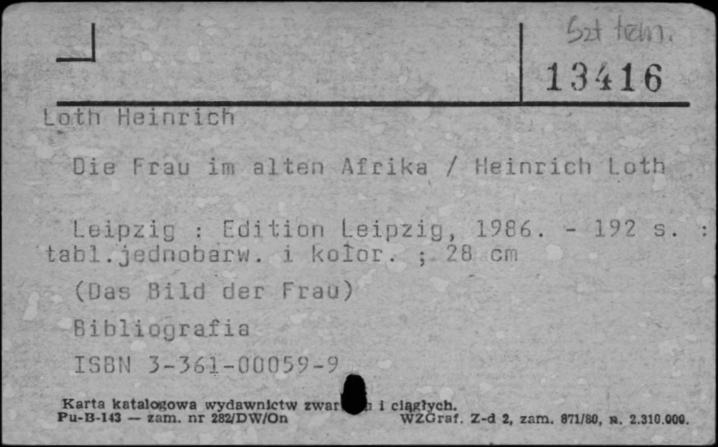 Szt
13416
Loth Heinrich
Die Frau im alten Afrika / Heinrich Loth
Leipzig : Edition Leipzig, 1986. - 192 s. :
tabl.jednobarw. i kolor. ; 28 cm
(Das Bild der Frau)
Bibliografia
ISBN 3-361-00059-9
Karta katalogowa wydawnictw i ciągłych.
Pu-B-143 — zam. nr 282/DW/On WZGraf. Z-d 2, zam. 871/80, n. 2.310.000.